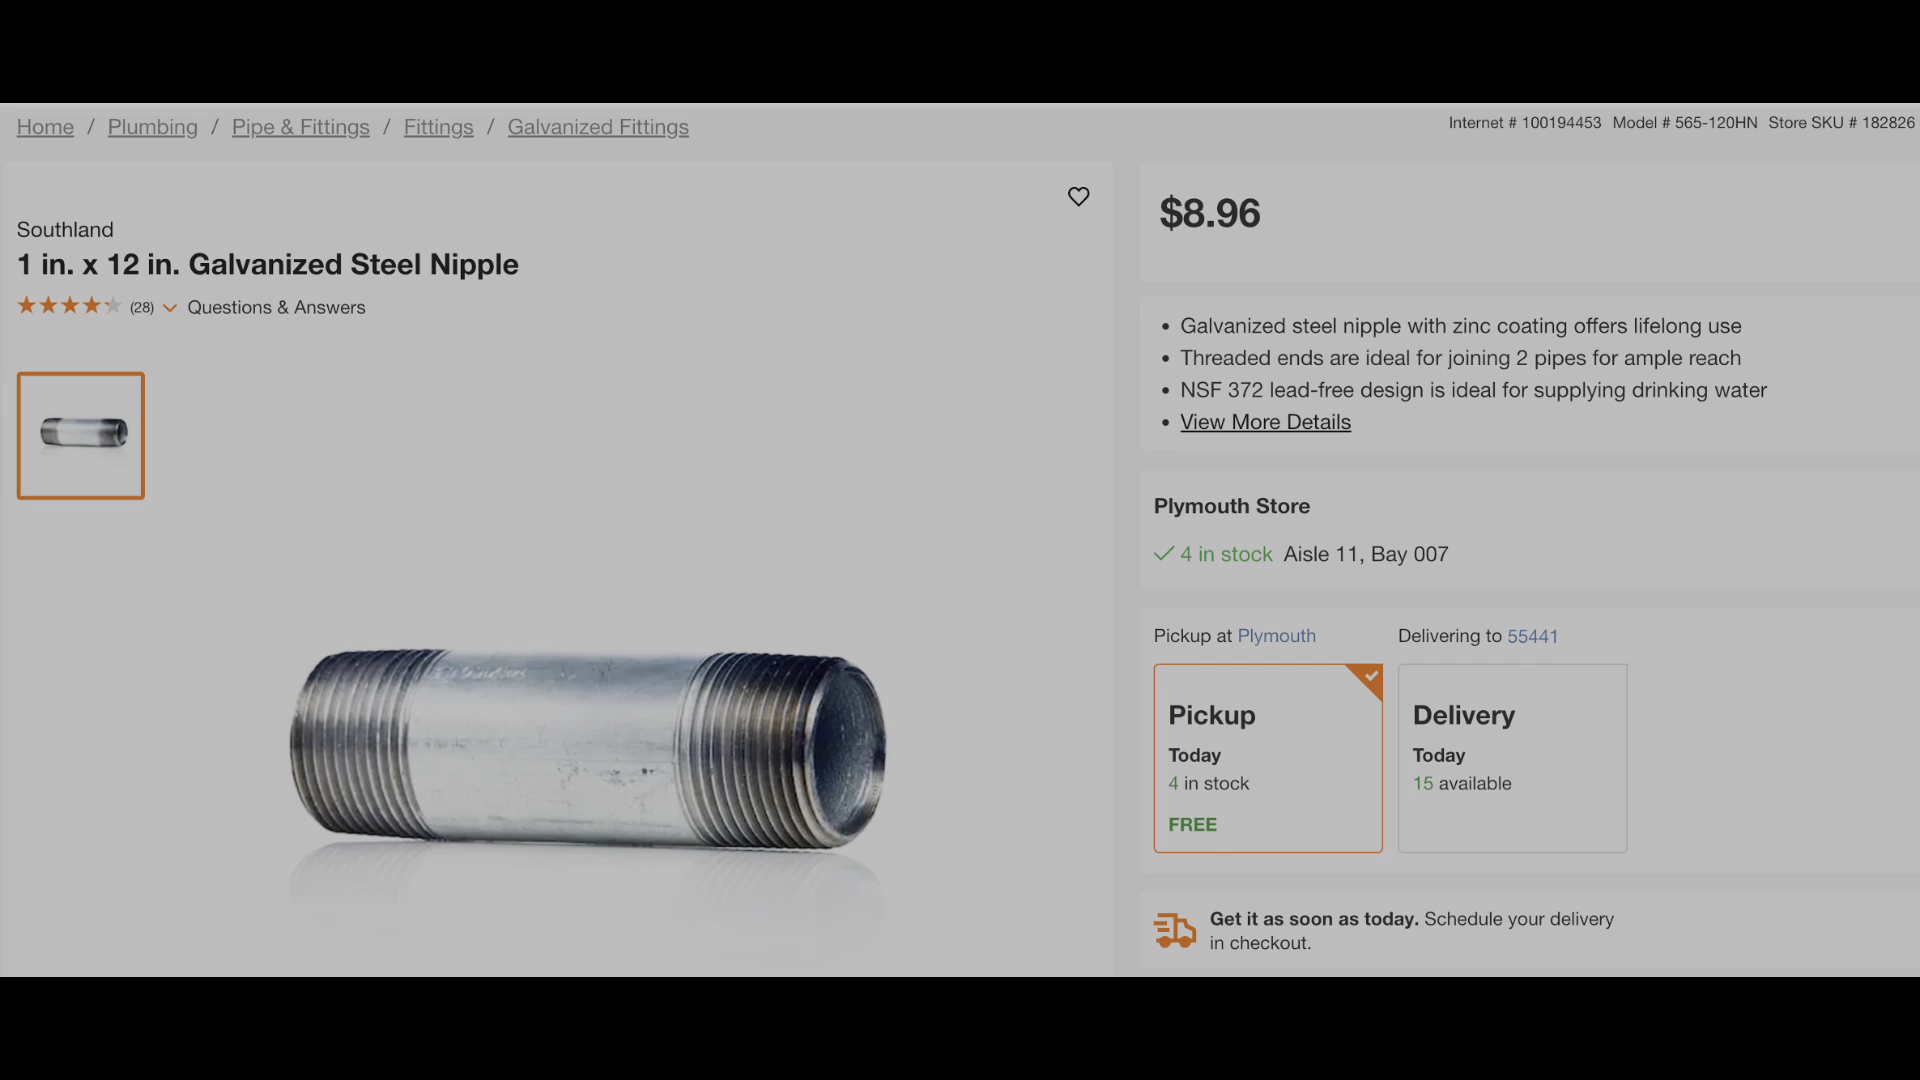 Home / Plumbing / Pipe & Fittings / Fittings / Galvanized Fittings
Internet # 100194453 Model # 565-120HN Store SKU # 182826
Southland
1 in. x 12 in. Galvanized Steel Nipple
(28) Questions & Answers
$8.96
• Galvanized steel nipple with zinc coating offers lifelong use
• Threaded ends are ideal for joining 2 pipes for ample reach
• NSF 372 lead-free design is ideal for supplying drinking water
• View More Details
Plymouth Store
4 in stock Aisle 11, Bay 007
Pickup at Plymouth
Pickup
Today
4 in stock
FREE
Delivering to 55441
Delivery
Today
15 available
Get it as soon as today. Schedule your delivery
in checkout.